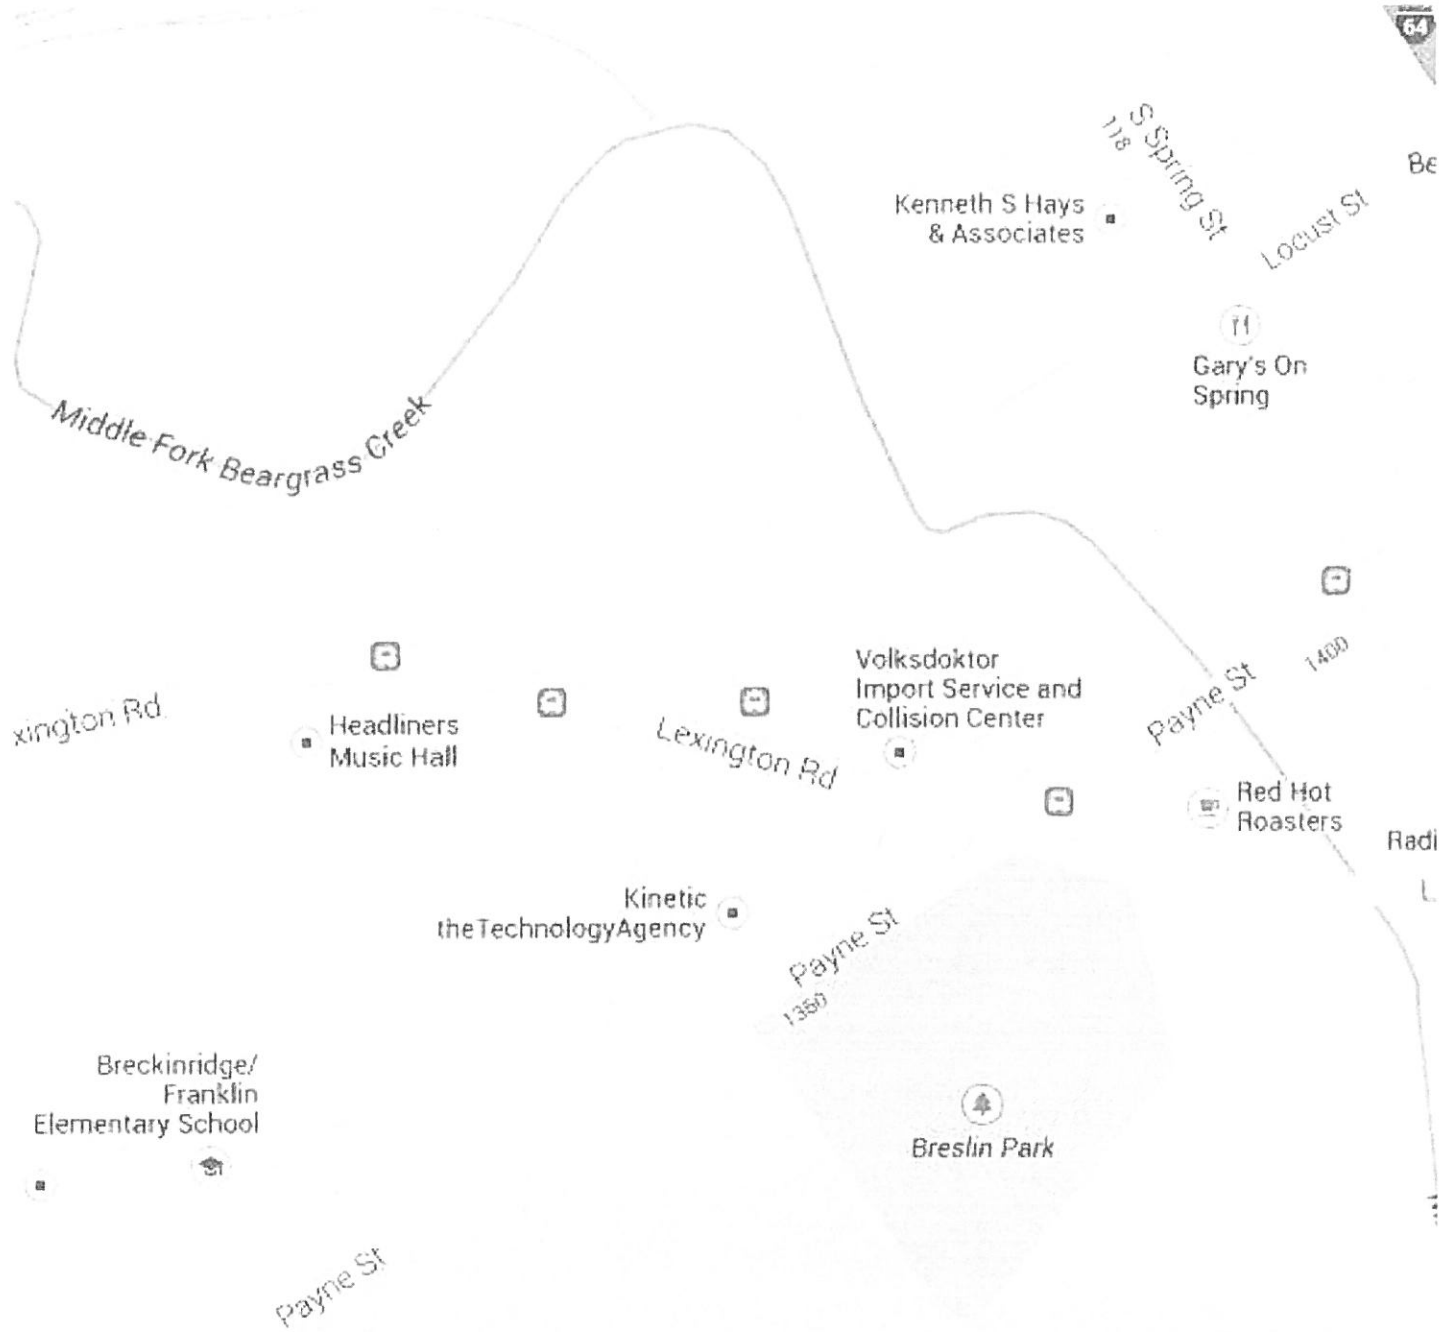 64
S Spring St
118
Be
Kenneth S Hays
& Associates
Locust St
Gary's On
Spring
Middle Fork Beargrass Creek
1400
Payne St
Volksdoktor
Import Service and
Collision Center
xington Rd
Headliners
Music Hall
Lexington Rd
Red Hot
Roasters
Radi
L
Kinetic
theTechnologyAgency
Payne St
1350
Breckinridge/
Franklin
Elementary School
Breslin Park
Payne St